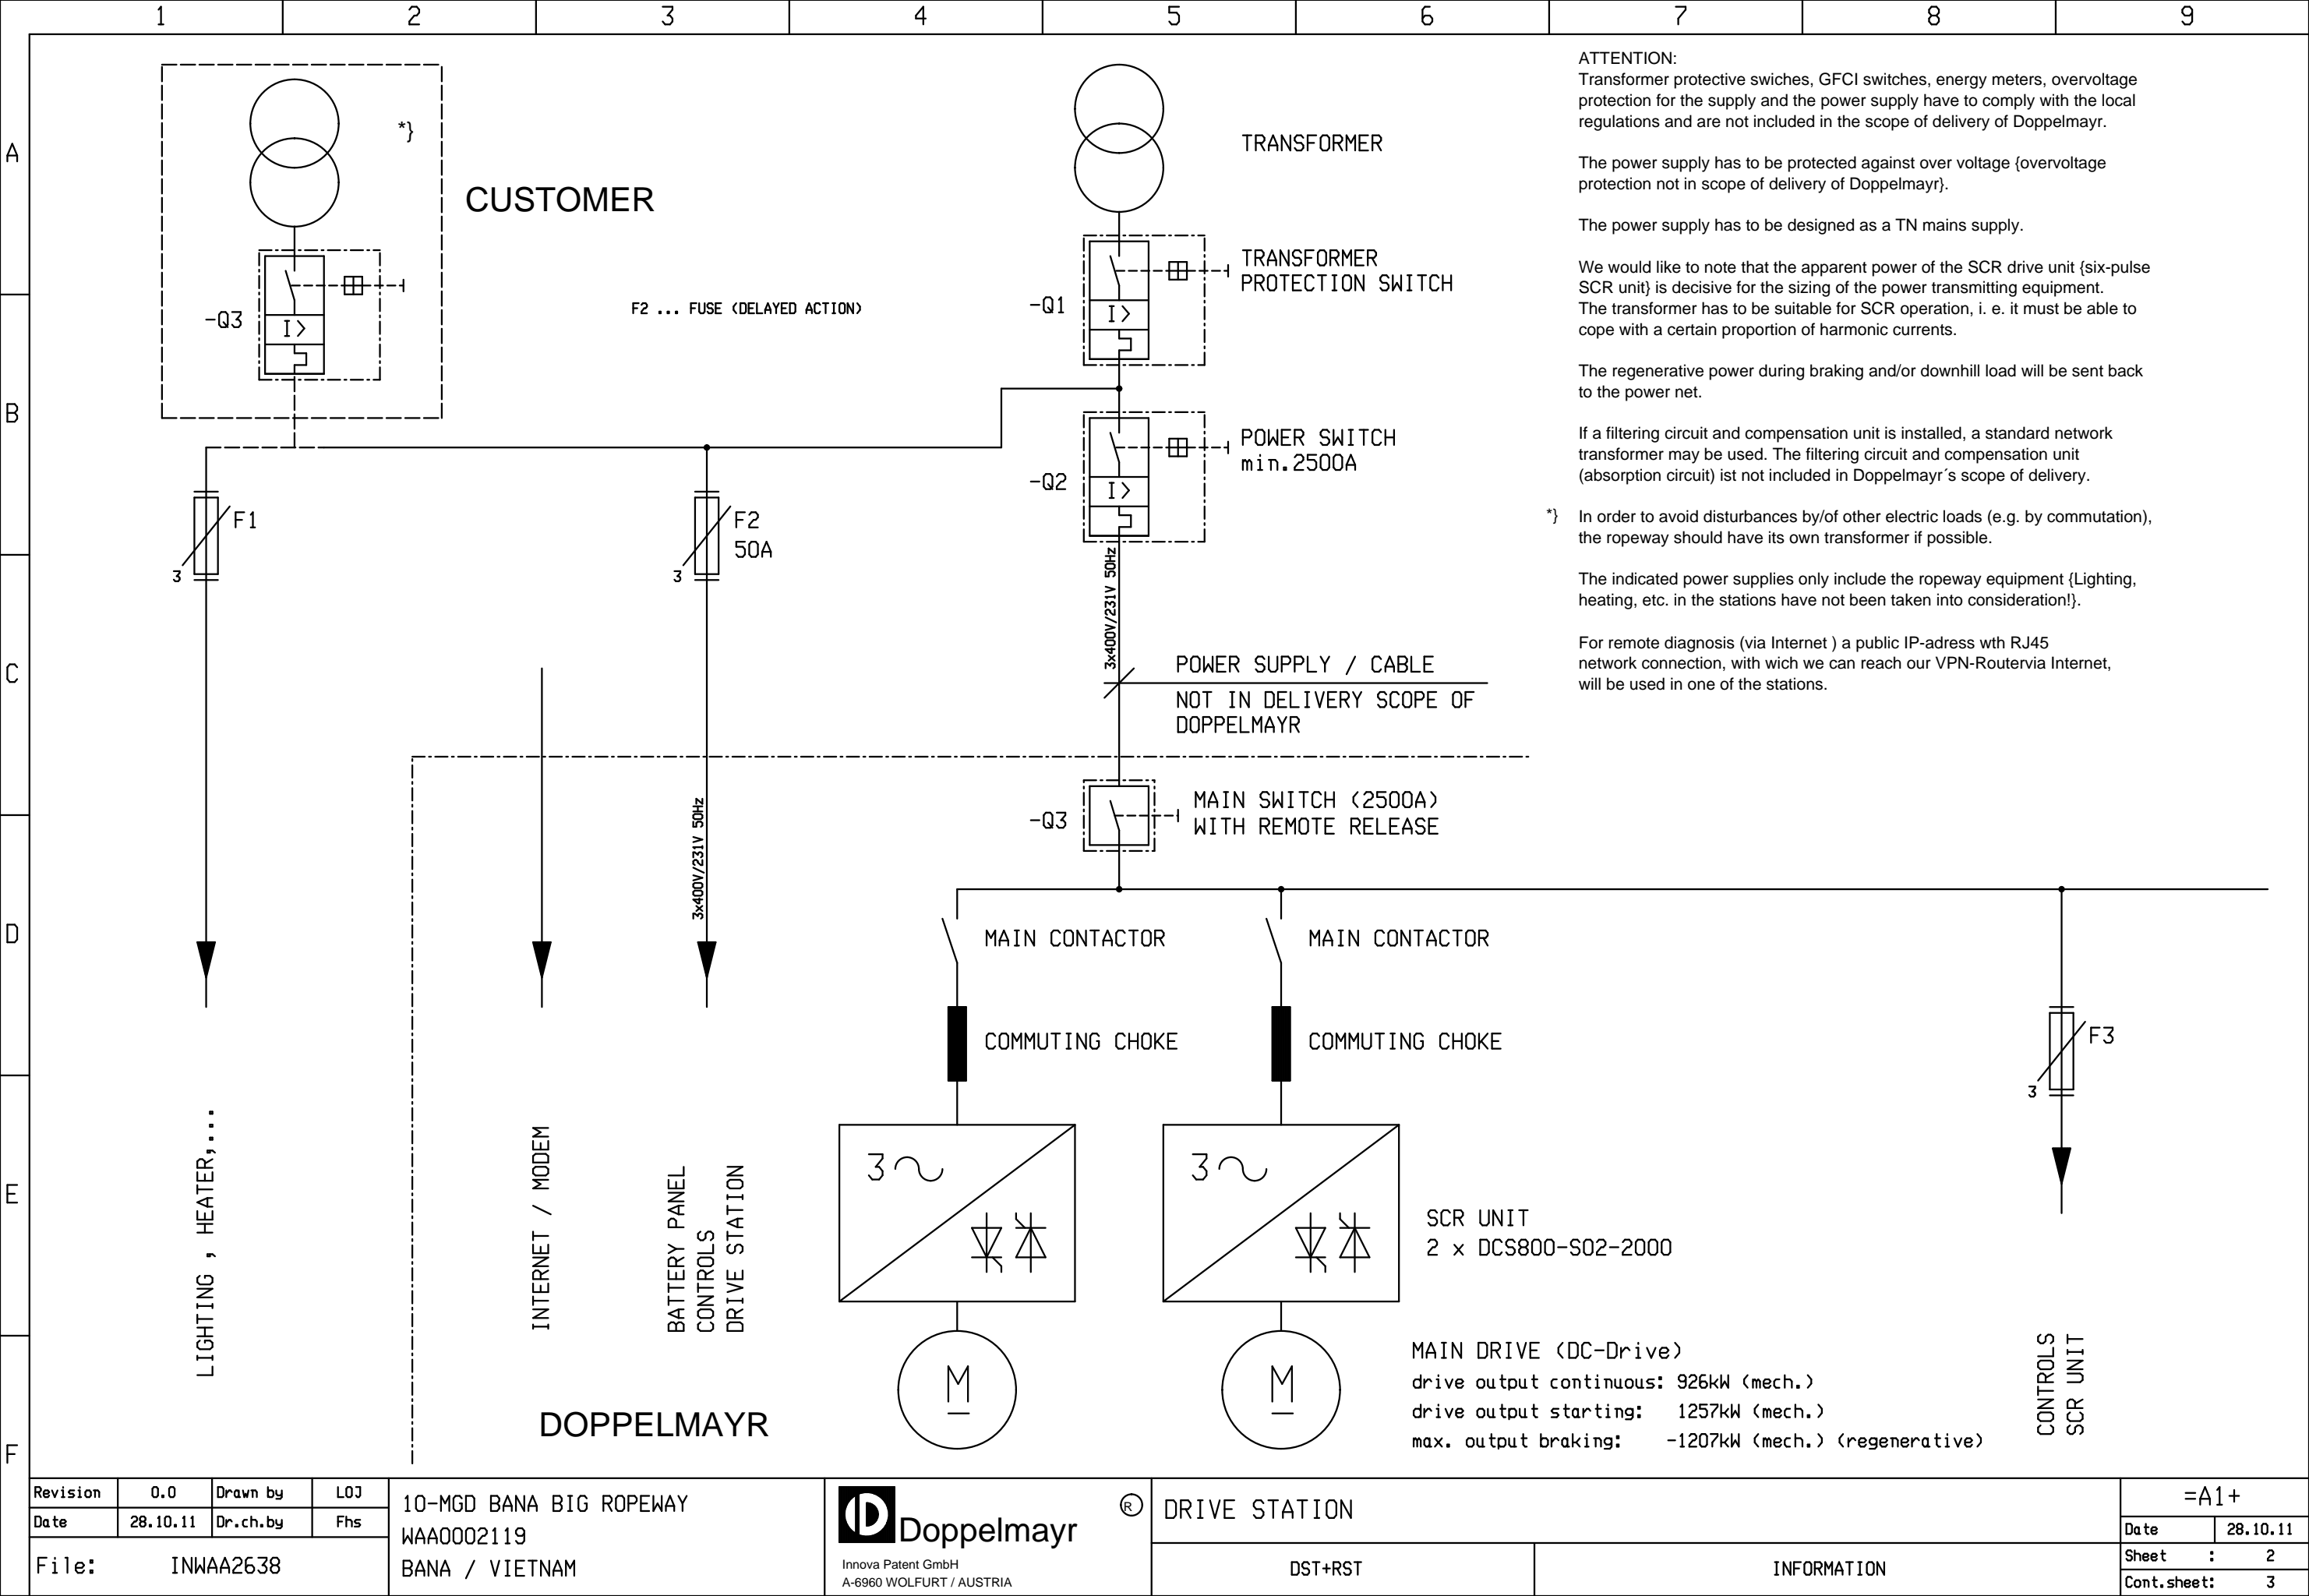 1 2 3 4 5 6 7 8 9
A
B
C
D
E
F
*}
CUSTOMER
-Q3
F2 ... FUSE (DELAYED ACTION)
TRANSFORMER
TRANSFORMER
PROTECTION SWITCH
-Q1
I>
I>
POWER SWITCH
min.2500A
-Q2
I>
F1
3
F2
50A
3
3x400V/231V 50Hz
POWER SUPPLY / CABLE
NOT IN DELIVERY SCOPE OF
DOPPELMAYR
ATTENTION:
Transformer protective swiches, GFCI switches, energy meters, overvoltage
protection for the supply and the power supply have to comply with the local
regulations and are not included in the scope of delivery of Doppelmayr.
The power supply has to be protected against over voltage {overvoltage
protection not in scope of delivery of Doppelmayr}.
The power supply has to be designed as a TN mains supply.
We would like to note that the apparent power of the SCR drive unit {six-pulse
SCR unit} is decisive for the sizing of the power transmitting equipment.
The transformer has to be suitable for SCR operation, i. e. it must be able to
cope with a certain proportion of harmonic currents.
The regenerative power during braking and/or downhill load will be sent back
to the power net.
If a filtering circuit and compensation unit is installed, a standard network
transformer may be used. The filtering circuit and compensation unit
(absorption circuit) ist not included in Doppelmayr´s scope of delivery.
*} In order to avoid disturbances by/of other electric loads (e.g. by commutation),
the ropeway should have its own transformer if possible.
The indicated power supplies only include the ropeway equipment {Lighting,
heating, etc. in the stations have not been taken into consideration!}.
For remote diagnosis (via Internet ) a public IP-adress wth RJ45
network connection, with wich we can reach our VPN-Routervia Internet,
will be used in one of the stations.
-Q3
MAIN SWITCH (2500A)
WITH REMOTE RELEASE
3x400V/231V 50Hz
MAIN CONTACTOR
MAIN CONTACTOR
COMMUTING CHOKE
COMMUTING CHOKE
F3
3
LIGHTING , HEATER,...
INTERNET / MODEM
BATTERY PANEL
CONTROLS
DRIVE STATION
3
3
SCR UNIT
2 x DCS800-S02-2000
M
M
MAIN DRIVE (DC-Drive)
drive output continuous: 926kW (mech.)
drive output starting: 1257kW (mech.)
max. output braking: -1207kW (mech.) (regenerative)
CONTROLS
SCR UNIT
DOPPELMAYR
Revision 0.0 Drawn by LOJ
Date 28.10.11 Dr.ch.by Fhs
File: INWAA2638
10-MGD BANA BIG ROPEWAY
WAA0002119
BANA / VIETNAM
Doppelmayr
R
Innova Patent GmbH
A-6960 WOLFURT / AUSTRIA
DRIVE STATION
DST+RST
INFORMATION
=A1+
Date 28.10.11
Sheet : 2
Cont.sheet: 3